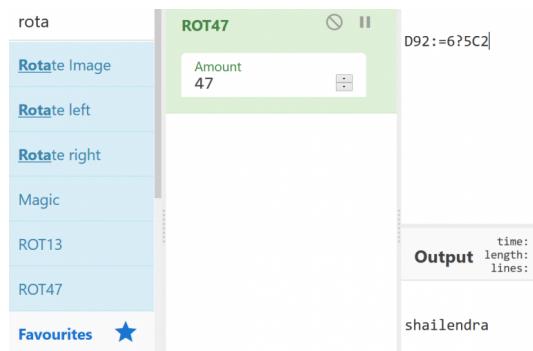 rota
Rotate Image
Rotate left
Rotate right
Magic
ROT13
ROT47
Favourites
ROT47
Amount
47
D92:=6?5C2
Output
time:
length:
lines:
shailendra